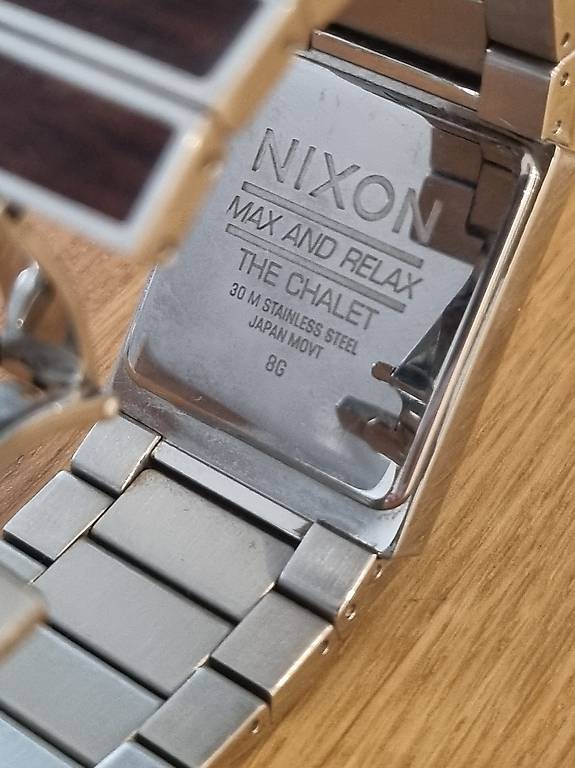 NIXON
MAX AND RELAX
THE CHALET
30 M STAINLESS STEEL
JAPAN MOVT
8G